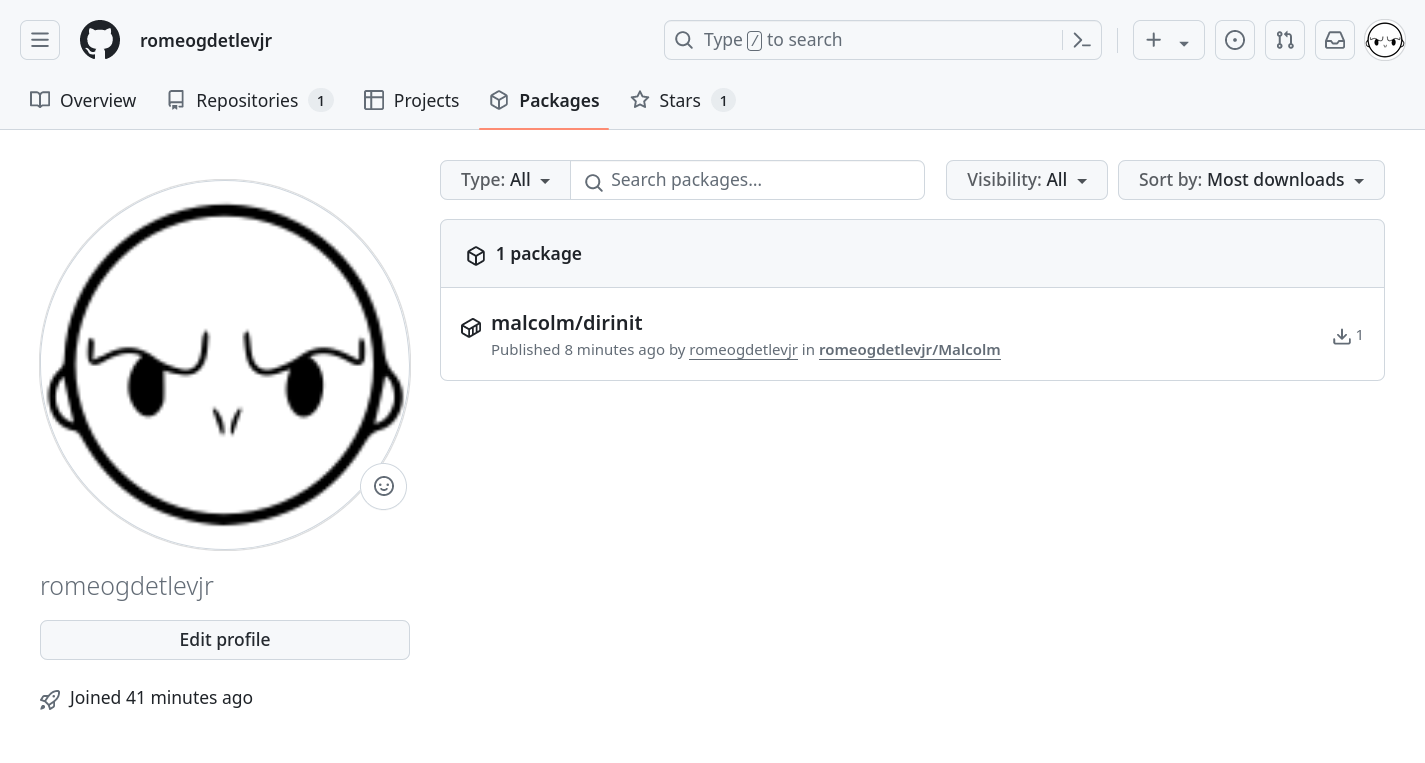 romeogdetlevjr
Type / to search
Overview
Repositories 1
Projects
Packages
Stars 1
Type: All
Search packages...
Visibility: All
Sort by: Most downloads
1 package
malcolm/dirinit
Published 8 minutes ago by romeogdetlevjr in romeogdetlevjr/Malcolm
1
romeogdetlevjr
Edit profile
Joined 41 minutes ago